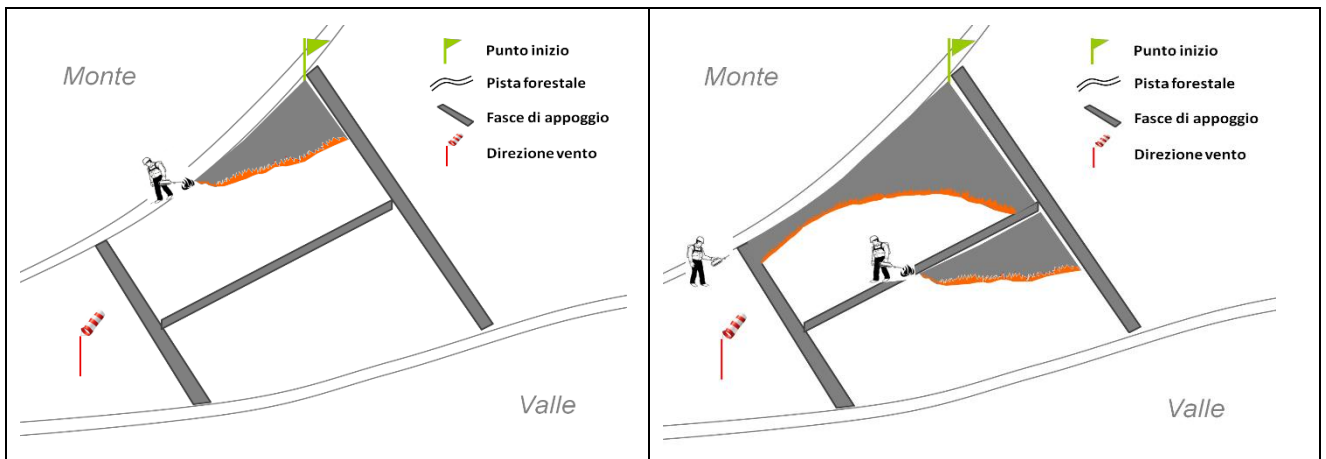 Monte
Punto inizio
Pista forestale
Fasce di appoggio
Direzione vento
Valle
Monte
Punto inizio
Pista forestale
Fasce di appoggio
Direzione vento
Valle